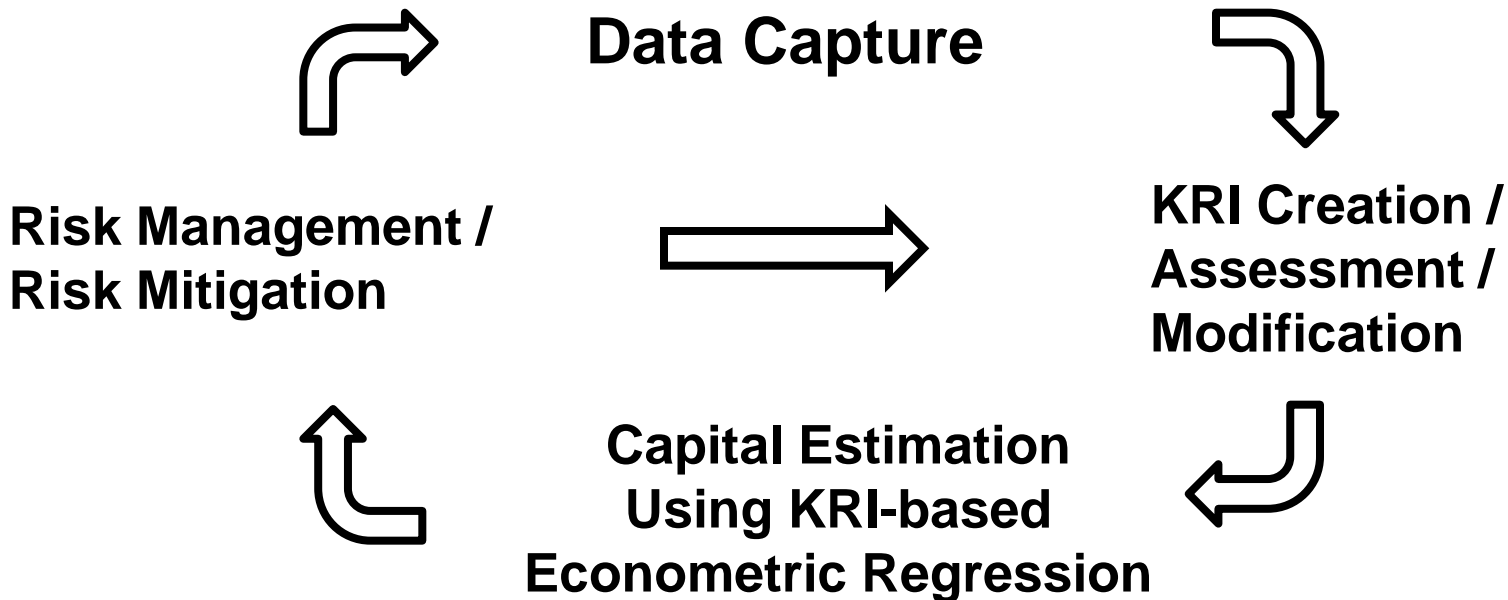 Data Capture
Risk Management /
Risk Mitigation
KRI Creation /
Assessment /
Modification
Capital Estimation
Using KRI-based
Econometric Regression